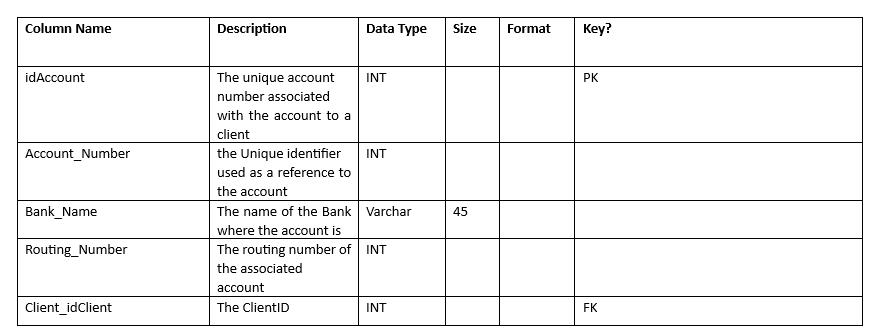 Column Name Description Data Type Size Format Key?
idAccount The unique account INT PK
number associated
with the account to a
client
Account_Number the Unique identifier INT
used as a reference to
the account
Bank_Name The name of the Bank Varchar 45
where the account is
Routing_Number The routing number of INT
the associated
account
Client_idClient The ClientID INT FK